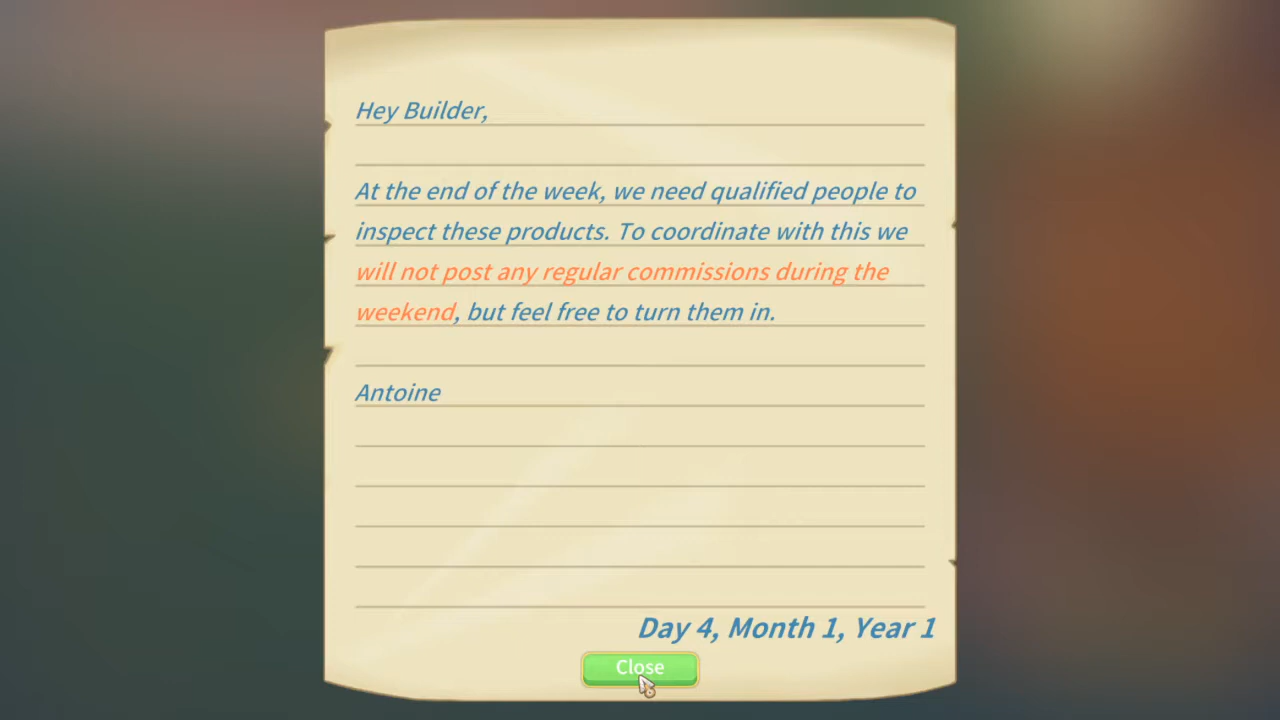 Hey Builder,
At the end of the week, we need qualified people to
inspect these products. To coordinate with this we
will not post any regular commissions during the
weekend, but feel free to turn them in.
Antoine
Day 4, Month 1, Year 1
Close